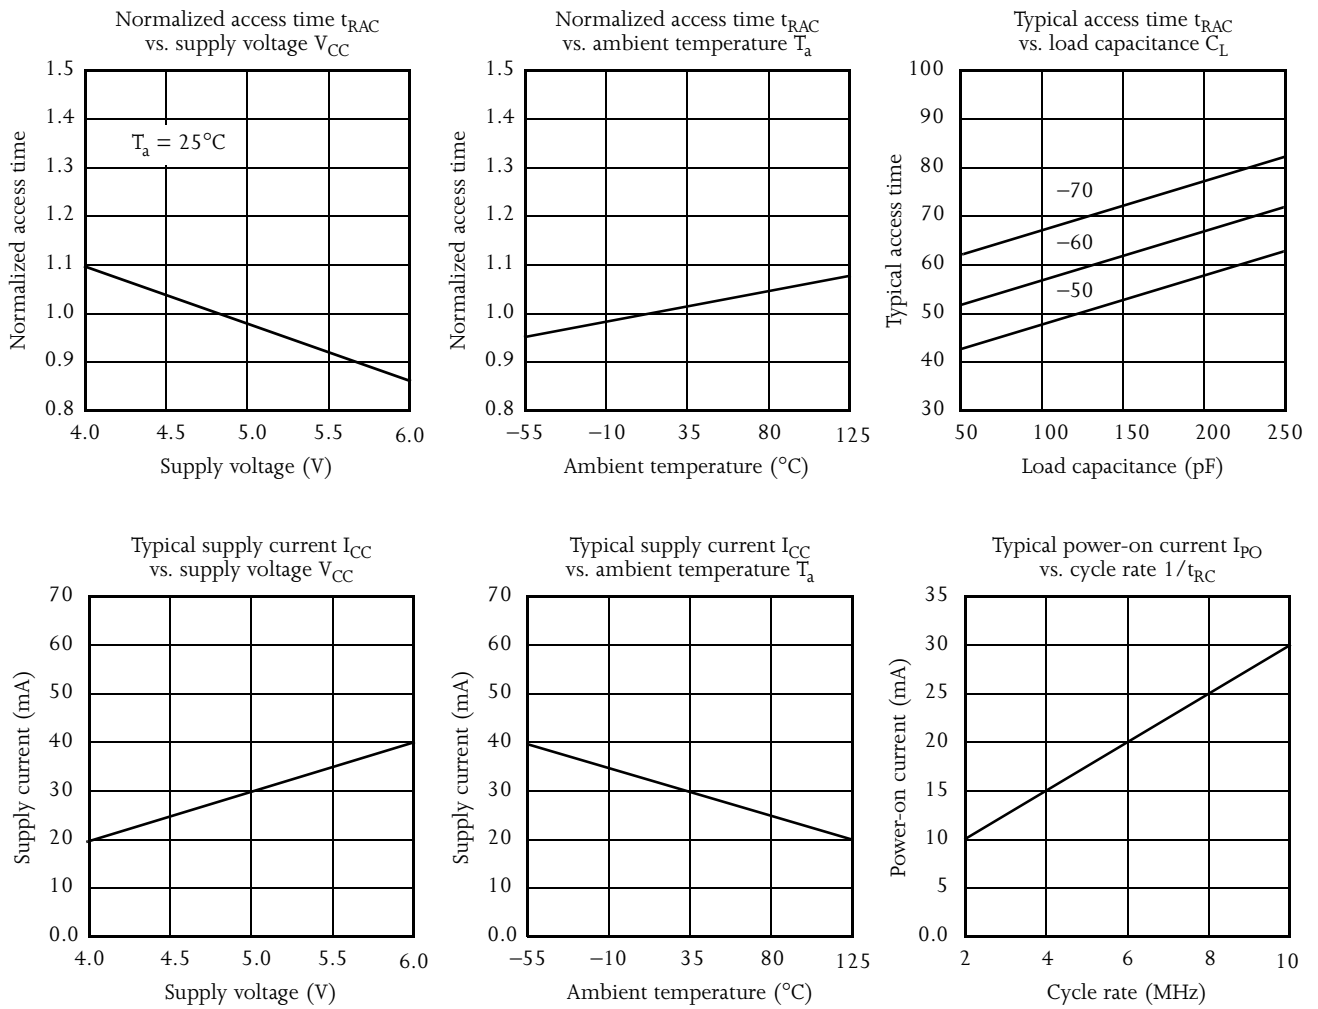 Normalized access time tRAC
vs. supply voltage VCC
1.5
1.4
1.3
1.2
1.1
1.0
0.9
0.8
Normalized access time
Ta = 25°C
4.0 4.5 5.0 5.5 6.0
Supply voltage (V)
Normalized access time tRAC
vs. ambient temperature Ta
1.5
1.4
1.3
1.2
1.1
1.0
0.9
0.8
Normalized access time
−55 −10 35 80 125
Ambient temperature (°C)
Typical access time tRAC
vs. load capacitance CL
100
90
80
70
60
50
40
30
Typical access time
−70
−60
−50
50 100 150 200 250
Load capacitance (pF)
Typical supply current ICC
vs. supply voltage VCC
70
60
50
40
30
20
10
0.0
Supply current (mA)
4.0 4.5 5.0 5.5 6.0
Supply voltage (V)
Typical supply current ICC
vs. ambient temperature Ta
70
60
50
40
30
20
10
0.0
Supply current (mA)
−55 −10 35 80 125
Ambient temperature (°C)
Typical power-on current IPO
vs. cycle rate 1/tRC
35
30
25
20
15
10
5
0.0
Power-on current (mA)
2 4 6 8 10
Cycle rate (MHz)